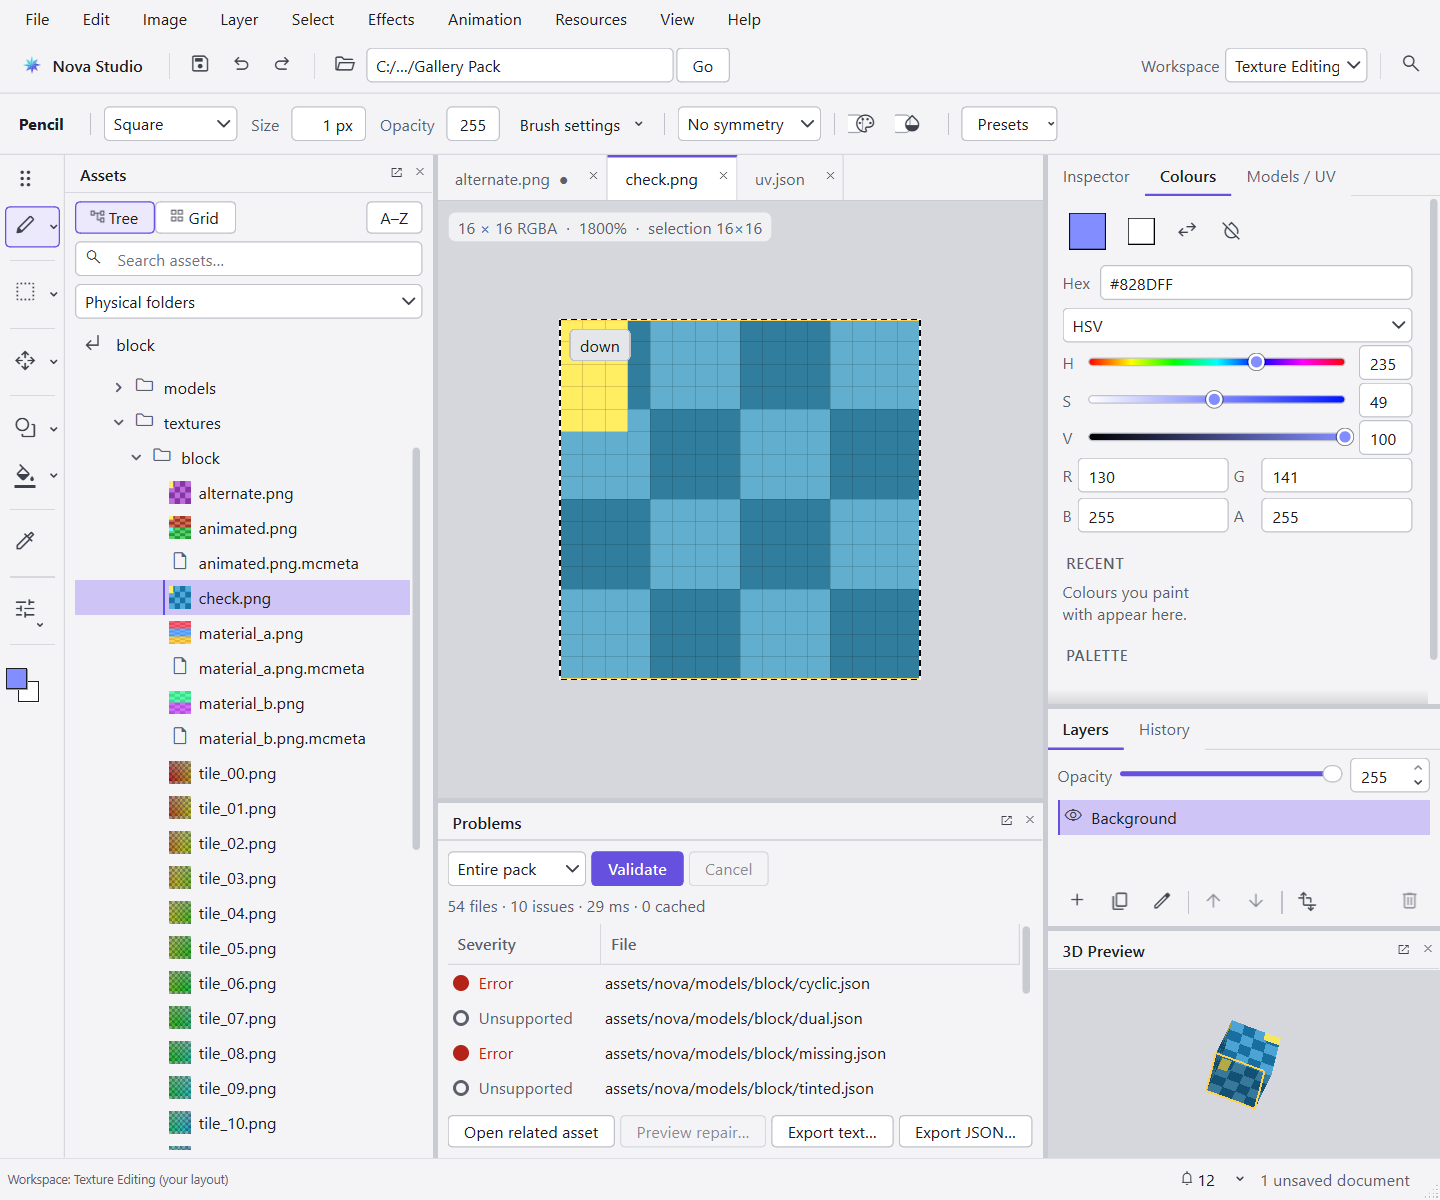 File Edit Image Layer Select Effects Animation Resources View Help
Nova Studio C:/.../Gallery Pack Go Workspace Texture Editing
Pencil Square Size 1 px Opacity 255 Brush settings No symmetry Presets
Assets
Tree Grid A–Z
Search assets...
Physical folders
block
models
textures
block
alternate.png
animated.png
animated.png.mcmeta
check.png
material_a.png
material_a.png.mcmeta
material_b.png
material_b.png.mcmeta
tile_00.png
tile_01.png
tile_02.png
tile_03.png
tile_04.png
tile_05.png
tile_06.png
tile_07.png
tile_08.png
tile_09.png
tile_10.png
alternate.png check.png uv.json
16 × 16 RGBA · 1800% · selection 16×16
down
Problems
Entire pack Validate Cancel
54 files · 10 issues · 29 ms · 0 cached
Severity File
Error assets/nova/models/block/cyclic.json
Unsupported assets/nova/models/block/dual.json
Error assets/nova/models/block/missing.json
Unsupported assets/nova/models/block/tinted.json
Open related asset Preview repair... Export text... Export JSON...
Inspector Colours Models / UV
Hex #828DFF
HSV
H 235
S 49
V 100
R 130 G 141
B 255 A 255
RECENT
Colours you paint
with appear here.
PALETTE
Layers History
Opacity 255
Background
3D Preview
Workspace: Texture Editing (your layout) 12 1 unsaved document